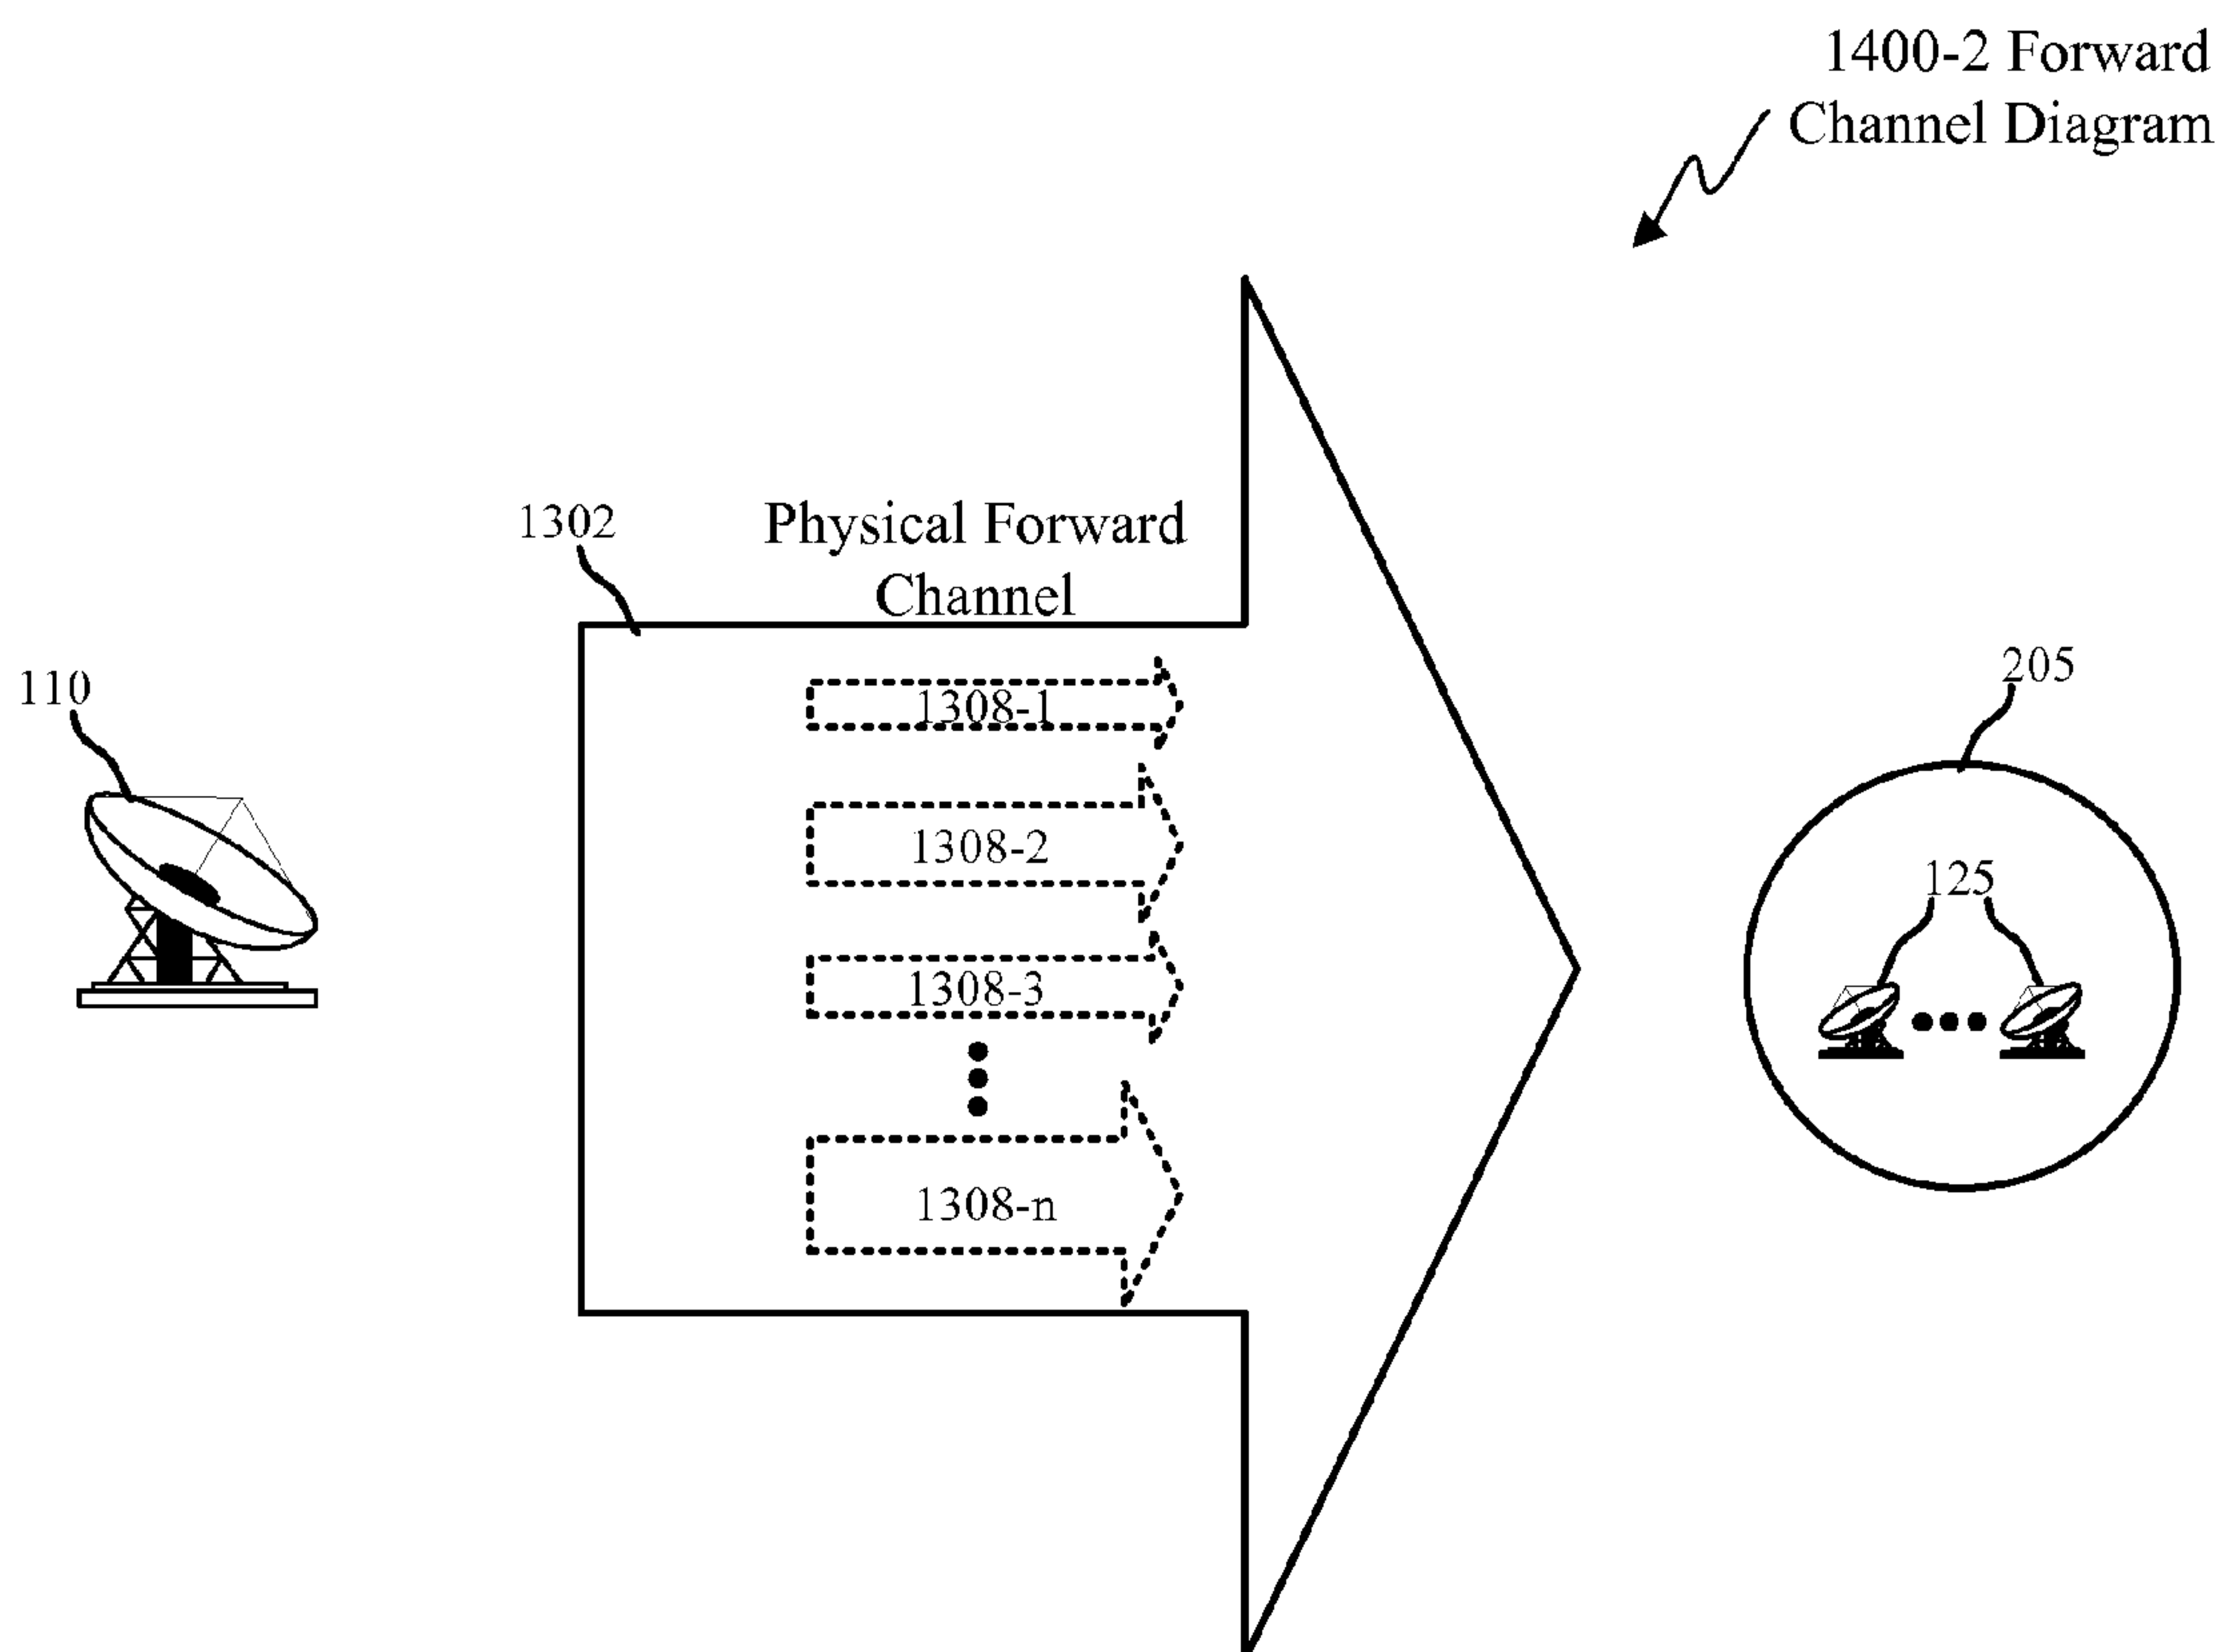 1400-2 Forward
Channel Diagram
1302
Physical Forward
Channel
110
1308-1
205
1308-2
125
1308-3
1308-n